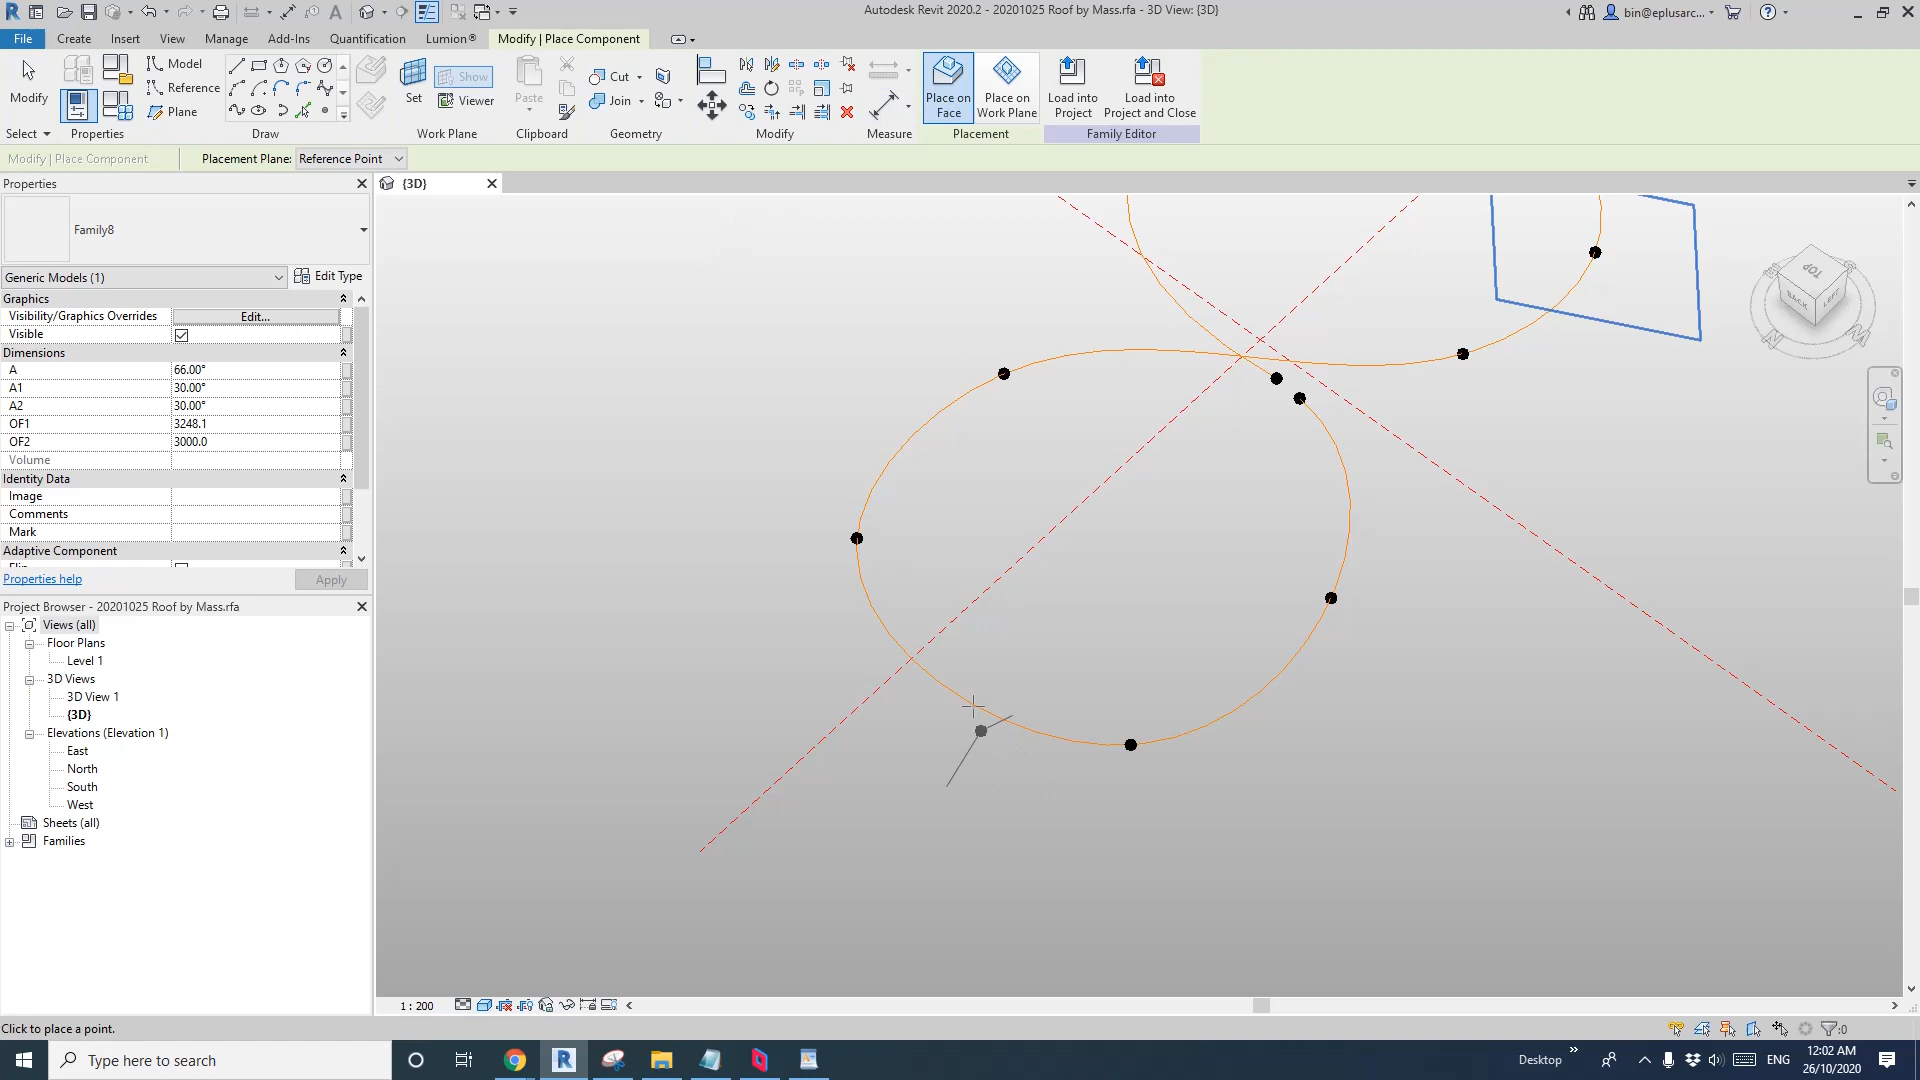 Autodesk Revit 2020.2 - 20201025 Roof by Mass.rfa - 3D View: {3D}
bin@eplusarc...
File Create Insert View Manage Add-Ins Quantification Lumion® Modify | Place Component
Modify
Select
Properties
Model
Reference
Plane
Draw
Set
Show
Viewer
Work Plane
Paste
Clipboard
Cut
Join
Geometry
Modify
Measure
Place on Face
Place on Work Plane
Placement
Load into Project
Load into Project and Close
Family Editor
Modify | Place Component Placement Plane: Reference Point
Properties
{3D}
Family8
Generic Models (1) Edit Type
Graphics
Visibility/Graphics Overrides Edit...
Visible
Dimensions
A 66.00°
A1 30.00°
A2 30.00°
OF1 3248.1
OF2 3000.0
Volume
Identity Data
Image
Comments
Mark
Adaptive Component
Properties help Apply
Project Browser - 20201025 Roof by Mass.rfa
Views (all)
Floor Plans
Level 1
3D Views
3D View 1
{3D}
Elevations (Elevation 1)
East
North
South
West
Sheets (all)
Families
TOP
BACK
LEFT
1 : 200
Click to place a point.
:0
Type here to search
Desktop
ENG
12:02 AM
26/10/2020